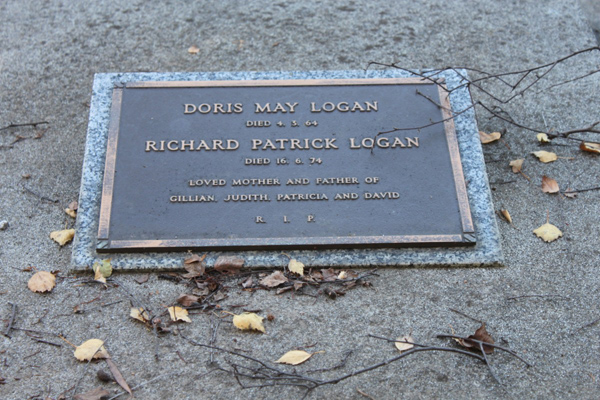 DORIS MAY LOGAN
DIED 4. 3. 64
RICHARD PATRICK LOGAN
DIED 16. 6. 74
LOVED MOTHER AND FATHER OF
GILLIAN, JUDITH, PATRICIA AND DAVID
R. I. P.